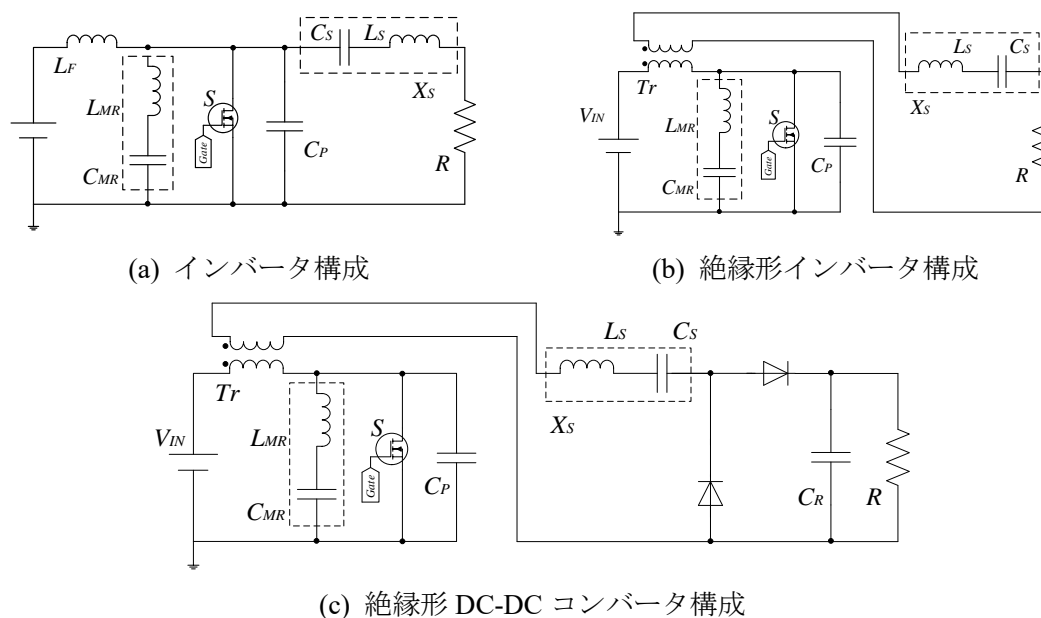 CS LS
LF
XS
LMR
S
Gate
CP
CMR
R
(a) インバータ構成
LS CS
Tr
XS
VIN
LMR
S
Gate
CP
CMR
R
(b) 絶縁形インバータ構成
LS CS
Tr
XS
VIN
LMR
S
Gate
CP
CMR
CR
R
(c) 絶縁形 DC-DC コンバータ構成